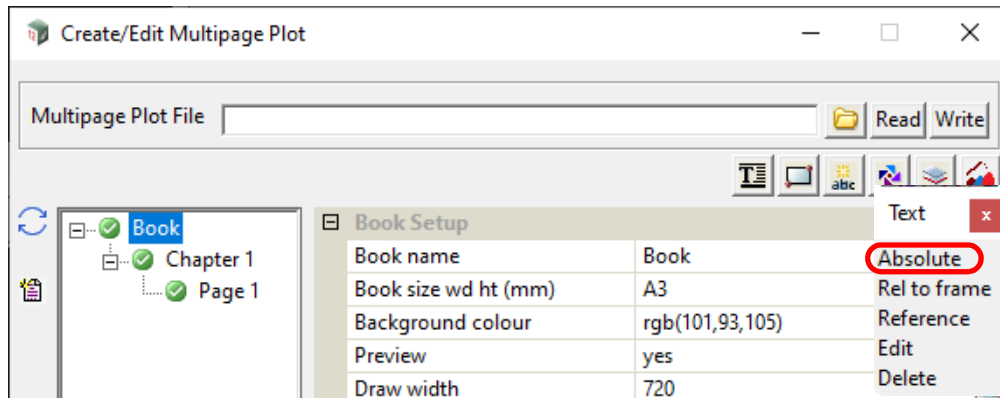 Create/Edit Multipage Plot
Multipage Plot File Read Write
abc
Text x
Book
Chapter 1
Page 1
Book Setup
Book name Book
Book size wd ht (mm) A3
Background colour rgb(101,93,105)
Preview yes
Draw width 720
Absolute
Rel to frame
Reference
Edit
Delete